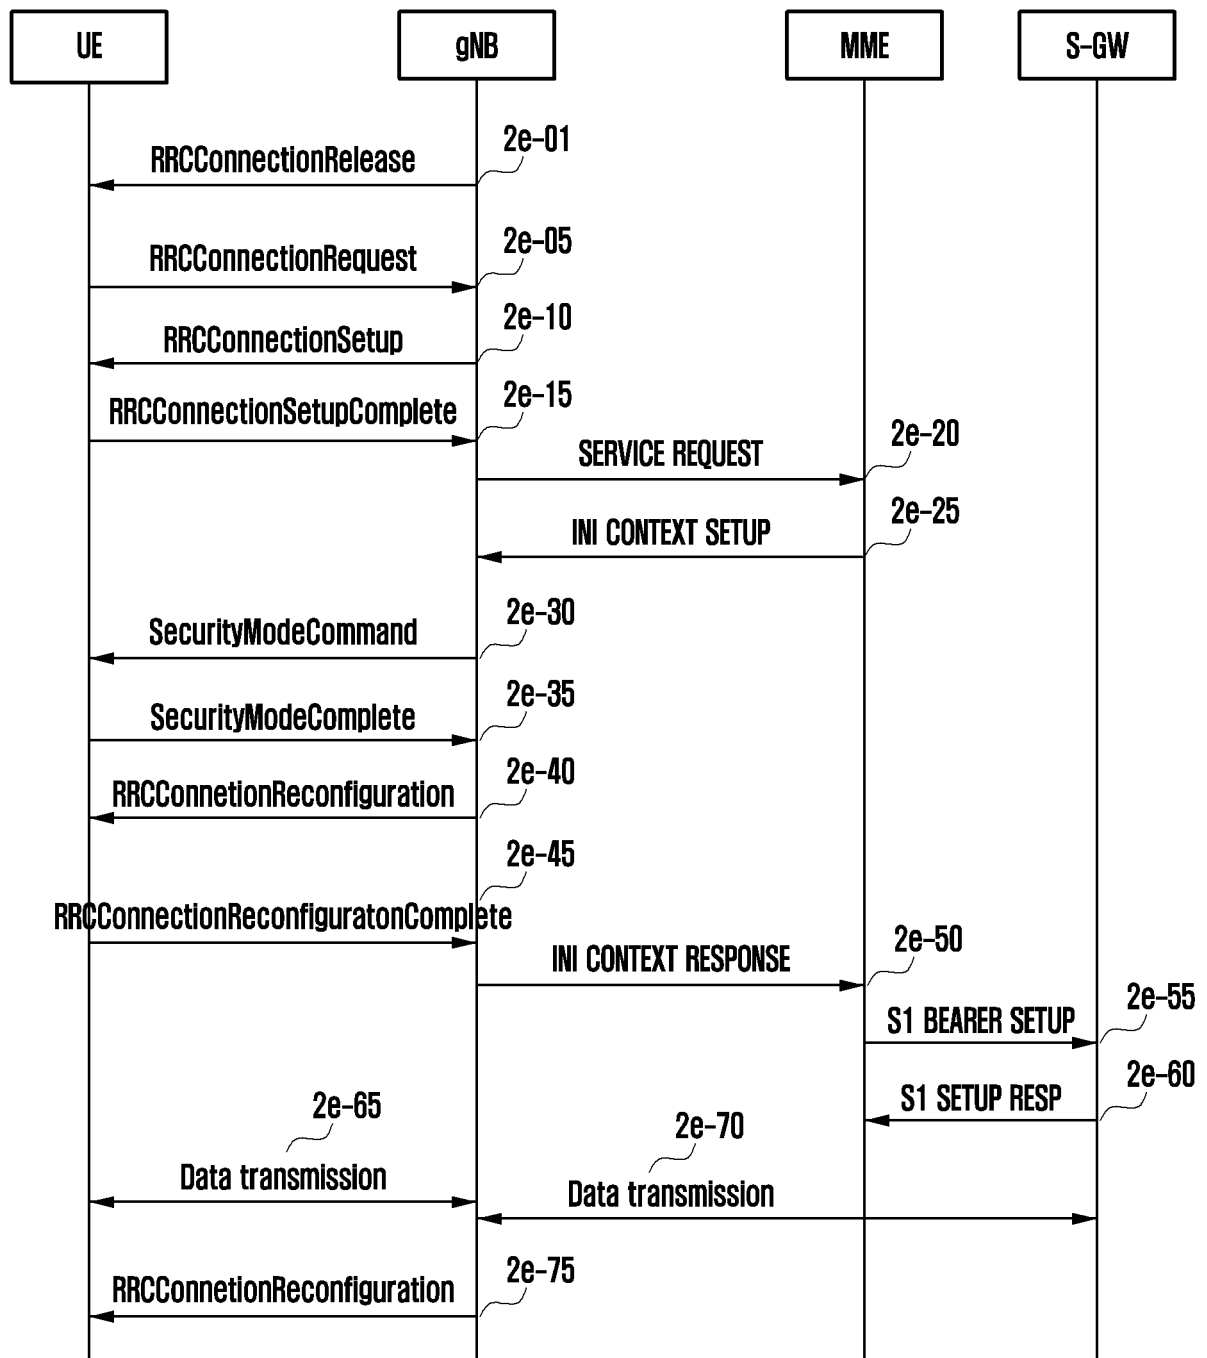 UE
gNB
MME
S-GW
2e-01
RRCConnectionRelease
2e-05
RRCConnectionRequest
2e-10
RRCConnectionSetup
2e-15
RRCConnectionSetupComplete
2e-20
SERVICE REQUEST
2e-25
INI CONTEXT SETUP
2e-30
SecurityModeCommand
2e-35
SecurityModeComplete
2e-40
RRCConnetionReconfiguration
2e-45
RRCConnectionReconfiguratonComplete
2e-50
INI CONTEXT RESPONSE
2e-55
S1 BEARER SETUP
2e-60
S1 SETUP RESP
2e-65
Data transmission
2e-70
Data transmission
2e-75
RRCConnetionReconfiguration